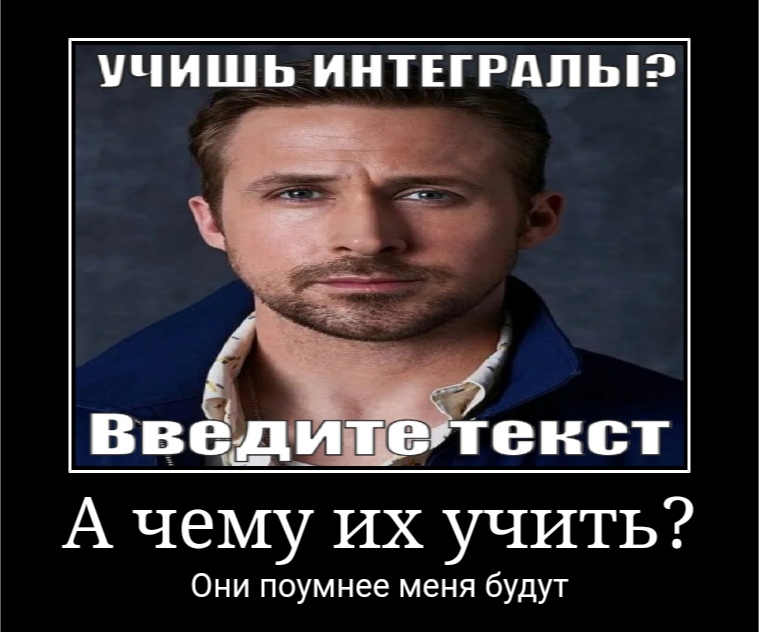 УЧИШЬ ИНТЕГРАЛЫ?
Введите текст
А чему их учить?
Они поумнее меня будут